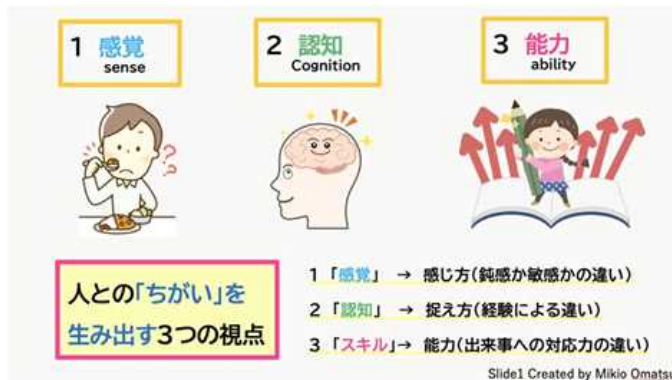 1 感覚
sense
2 認知
Cognition
3 能力
ability
??
人との「ちがい」を
生み出す3つの視点
1 「感覚」 → 感じ方(鈍感か敏感かの違い)
2 「認知」 → 捉え方(経験による違い)
3 「スキル」→ 能力(出来事への対応力の違い)
Slide1 Created by Mikio Omatsu